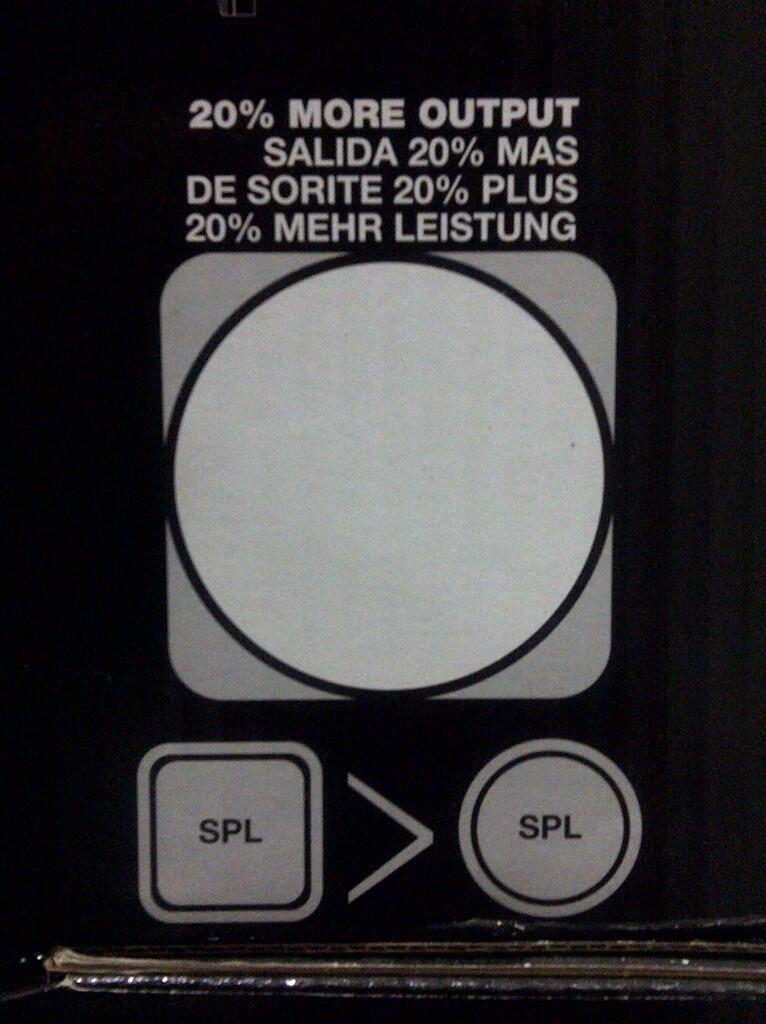 20% MORE OUTPUT
SALIDA 20% MAS
DE SORITE 20% PLUS
20% MEHR LEISTUNG
SPL > SPL